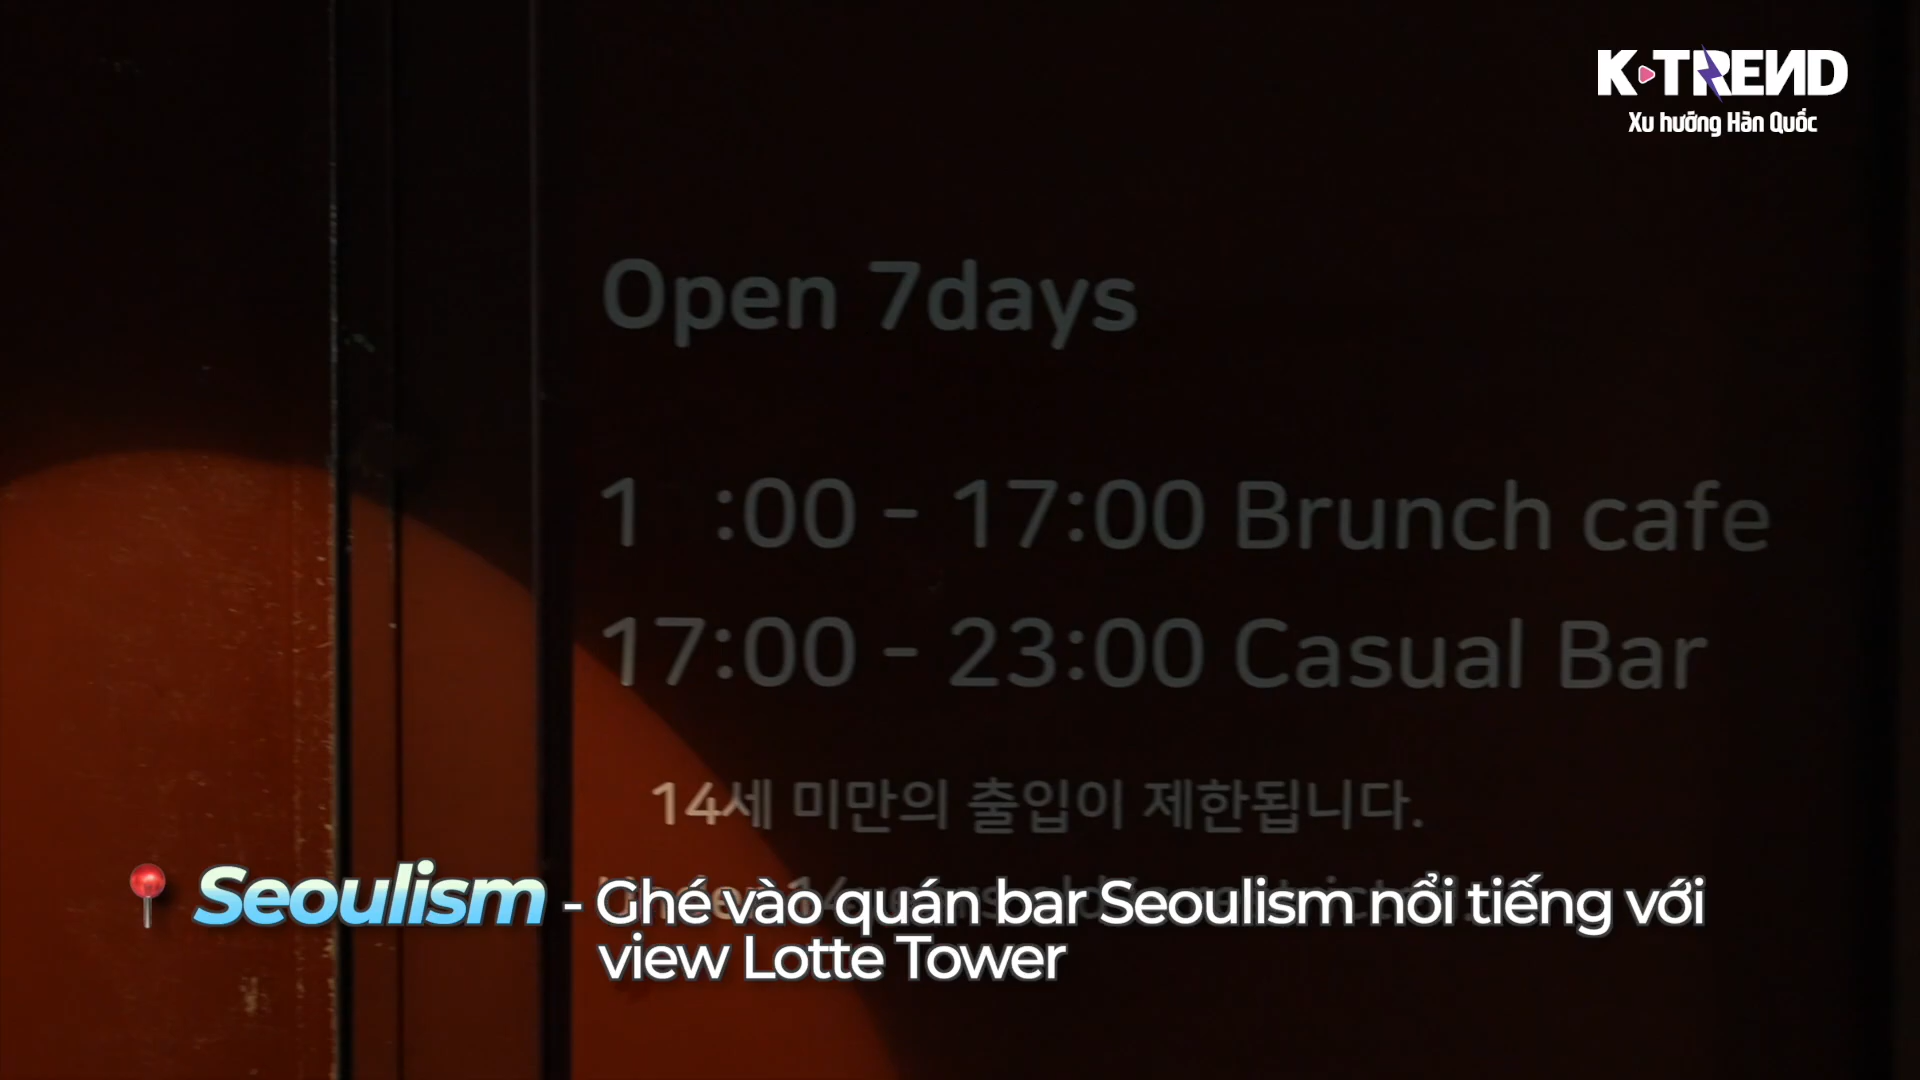 K-TREND
Xu hướng Hàn Quốc
Open 7days
1 :00 - 17:00 Brunch cafe
17:00 - 23:00 Casual Bar
14세 미만의 출입이 제한됩니다.
Seoulism - Ghé vào quán bar Seoulism nổi tiếng với
view Lotte Tower